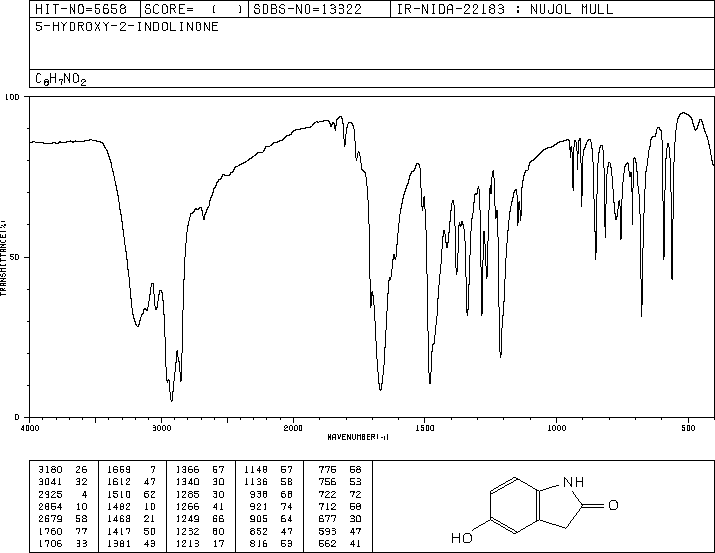 HIT-NO=5658 SCORE= ( ) SDBS-NO=13322 IR-NIDA-22183 : NUJOL MULL
5-HYDROXY-2-INDOLINONE
C8H7NO2
100
50
0
TRANSMITTANCE(%)
4000 3000 2000 1500 1000 500
WAVENUMBER(-1)
3180 26 1669 7 1366 57 1148 57 775 58
3041 32 1612 47 1340 30 1136 58 756 53
2925 4 1510 62 1285 30 938 68 722 72
2854 10 1482 10 1266 41 921 74 712 58
2679 58 1468 21 1249 66 905 64 677 30
1760 77 1417 50 1232 60 852 47 593 47
1706 33 1381 43 1213 17 816 53 562 41
NH
O
HO